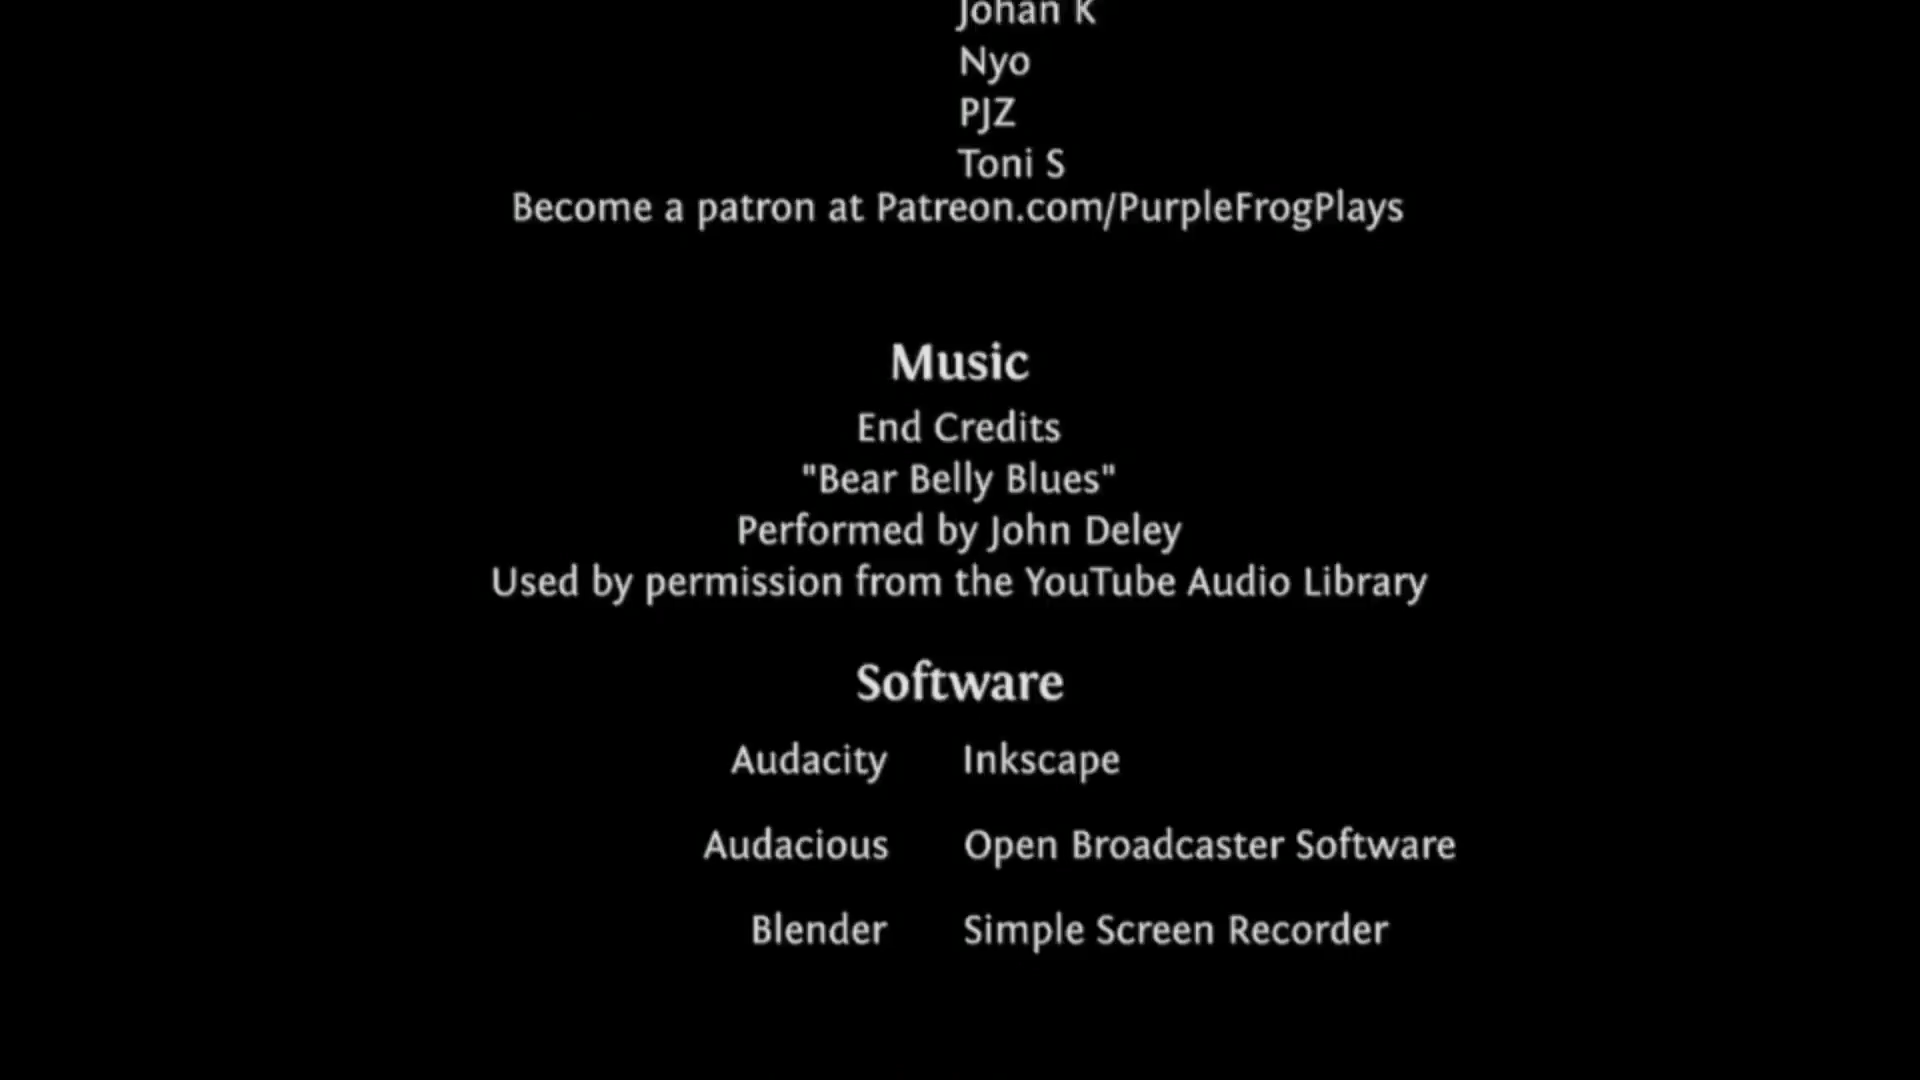 Johan K
Nyo
PJZ
Toni S
Become a patron at Patreon.com/PurpleFrogPlays
Music
End Credits
"Bear Belly Blues"
Performed by John Deley
Used by permission from the YouTube Audio Library
Software
Audacity Inkscape
Audacious Open Broadcaster Software
Blender Simple Screen Recorder